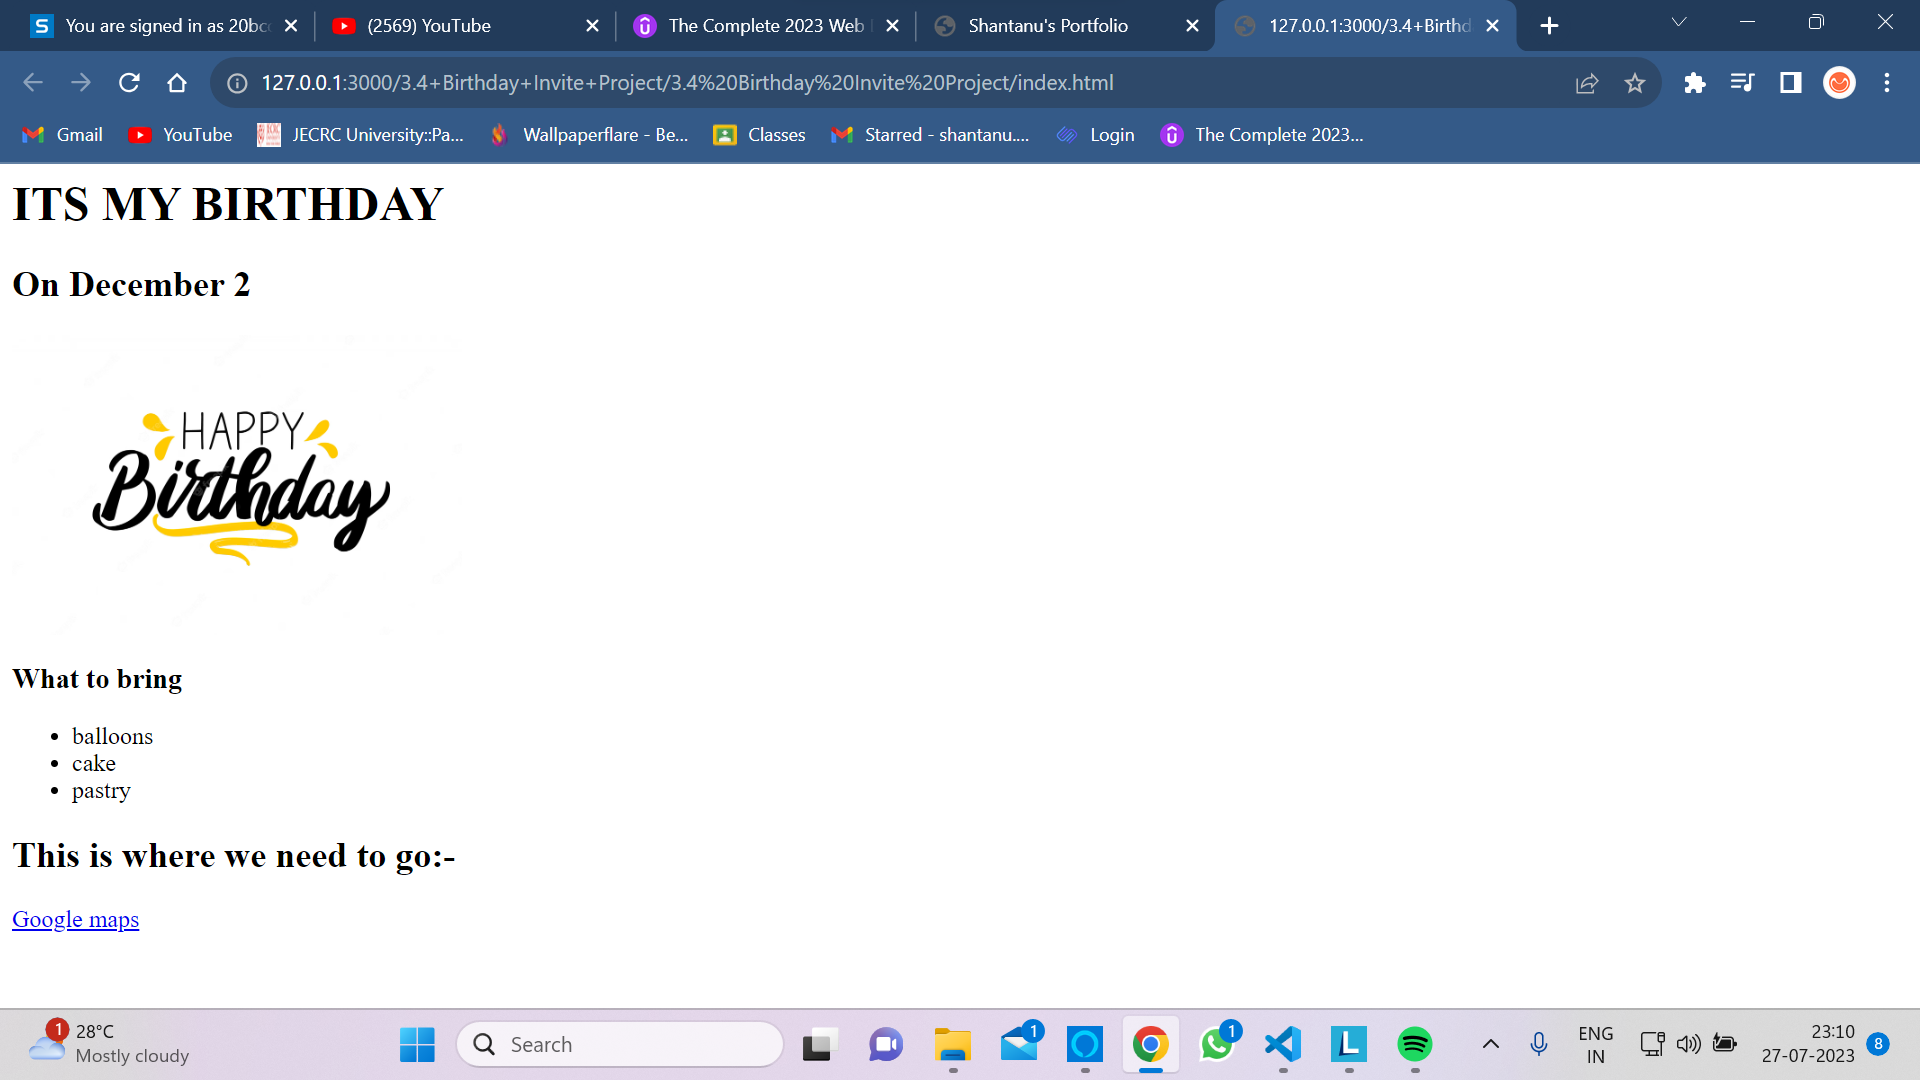 You are signed in as 20bc
(2569) YouTube
The Complete 2023 Web
Shantanu's Portfolio
127.0.0.1:3000/3.4+Birthd
127.0.0.1:3000/3.4+Birthday+Invite+Project/3.4%20Birthday%20Invite%20Project/index.html
Gmail
YouTube
JECRC University::Pa...
Wallpaperflare - Be...
Classes
Starred - shantanu....
Login
The Complete 2023...
ITS MY BIRTHDAY
On December 2
HAPPY
Birthday
What to bring
balloons
cake
pastry
This is where we need to go:-
Google maps
1
28°C
Mostly cloudy
Search
1
1
ENG
IN
23:10
27-07-2023
8